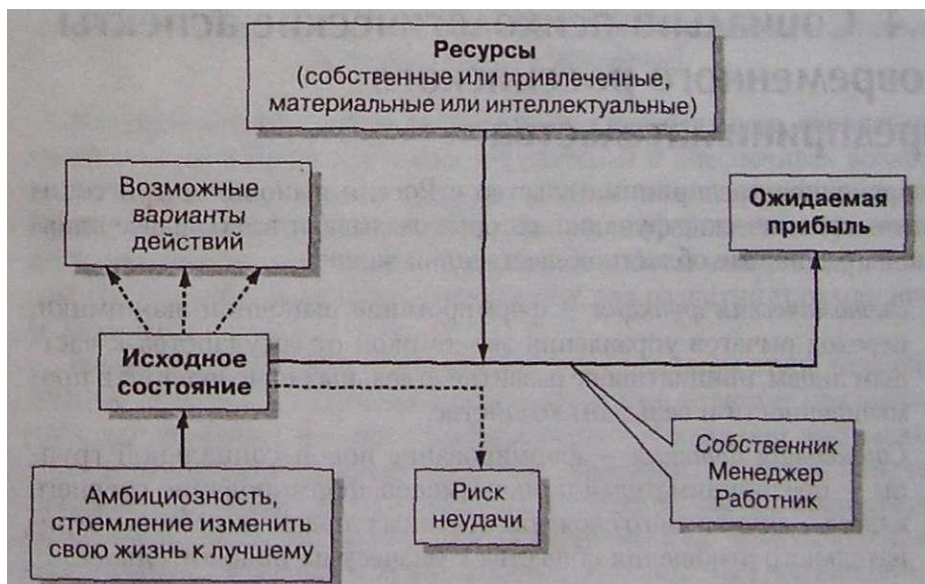 Ресурсы
(собственные или привлеченные,
материальные или интеллектуальные)
Возможные
варианты
действий
Ожидаемая
прибыль
Исходное
состояние
Собственник
Менеджер
Работник
Амбициозность,
стремление изменить
свою жизнь к лучшему
Риск
неудачи